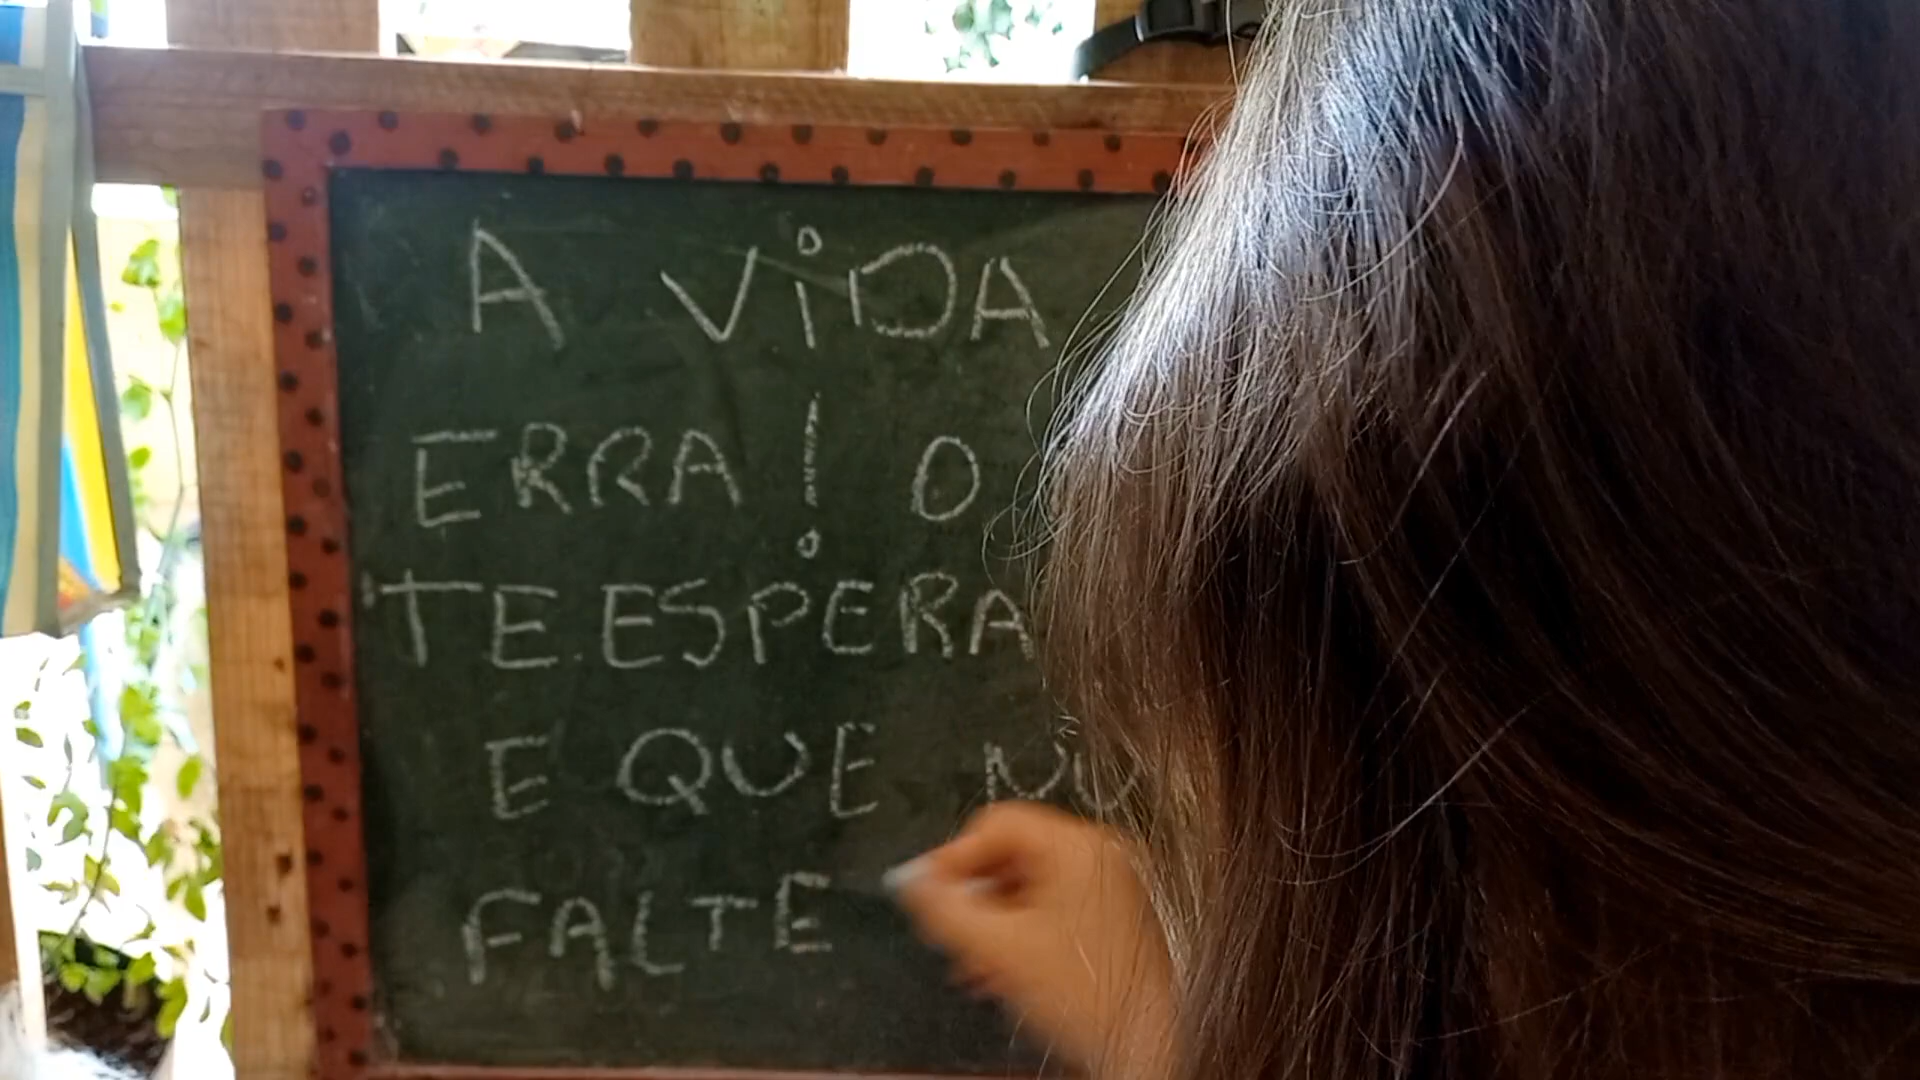 A ViDA
ERRA! O
TE.ESPERA
E QUE
FALTE